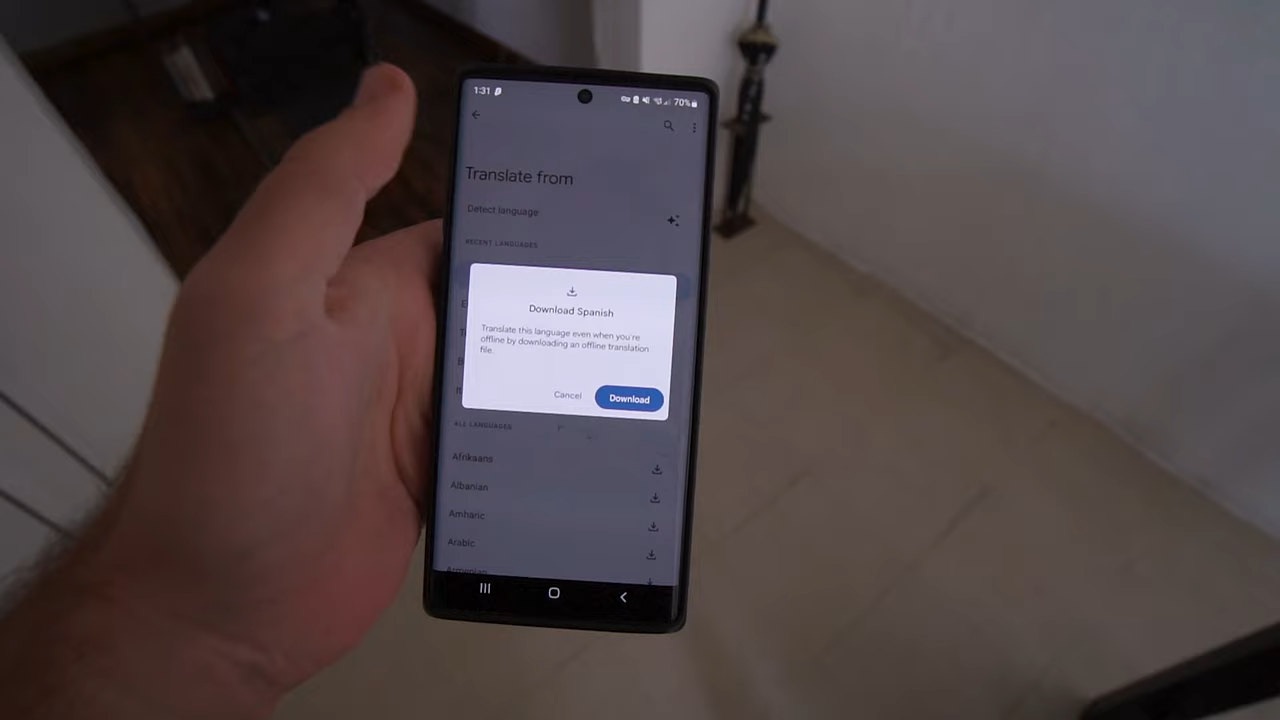 1:31
70%
Translate from
Detect language
RECENT LANGUAGES
Download Spanish
Translate this language even when you're
offline by downloading an offline translation
file.
Cancel
Download
ALL LANGUAGES
Afrikaans
Albanian
Amharic
Arabic
Armenian